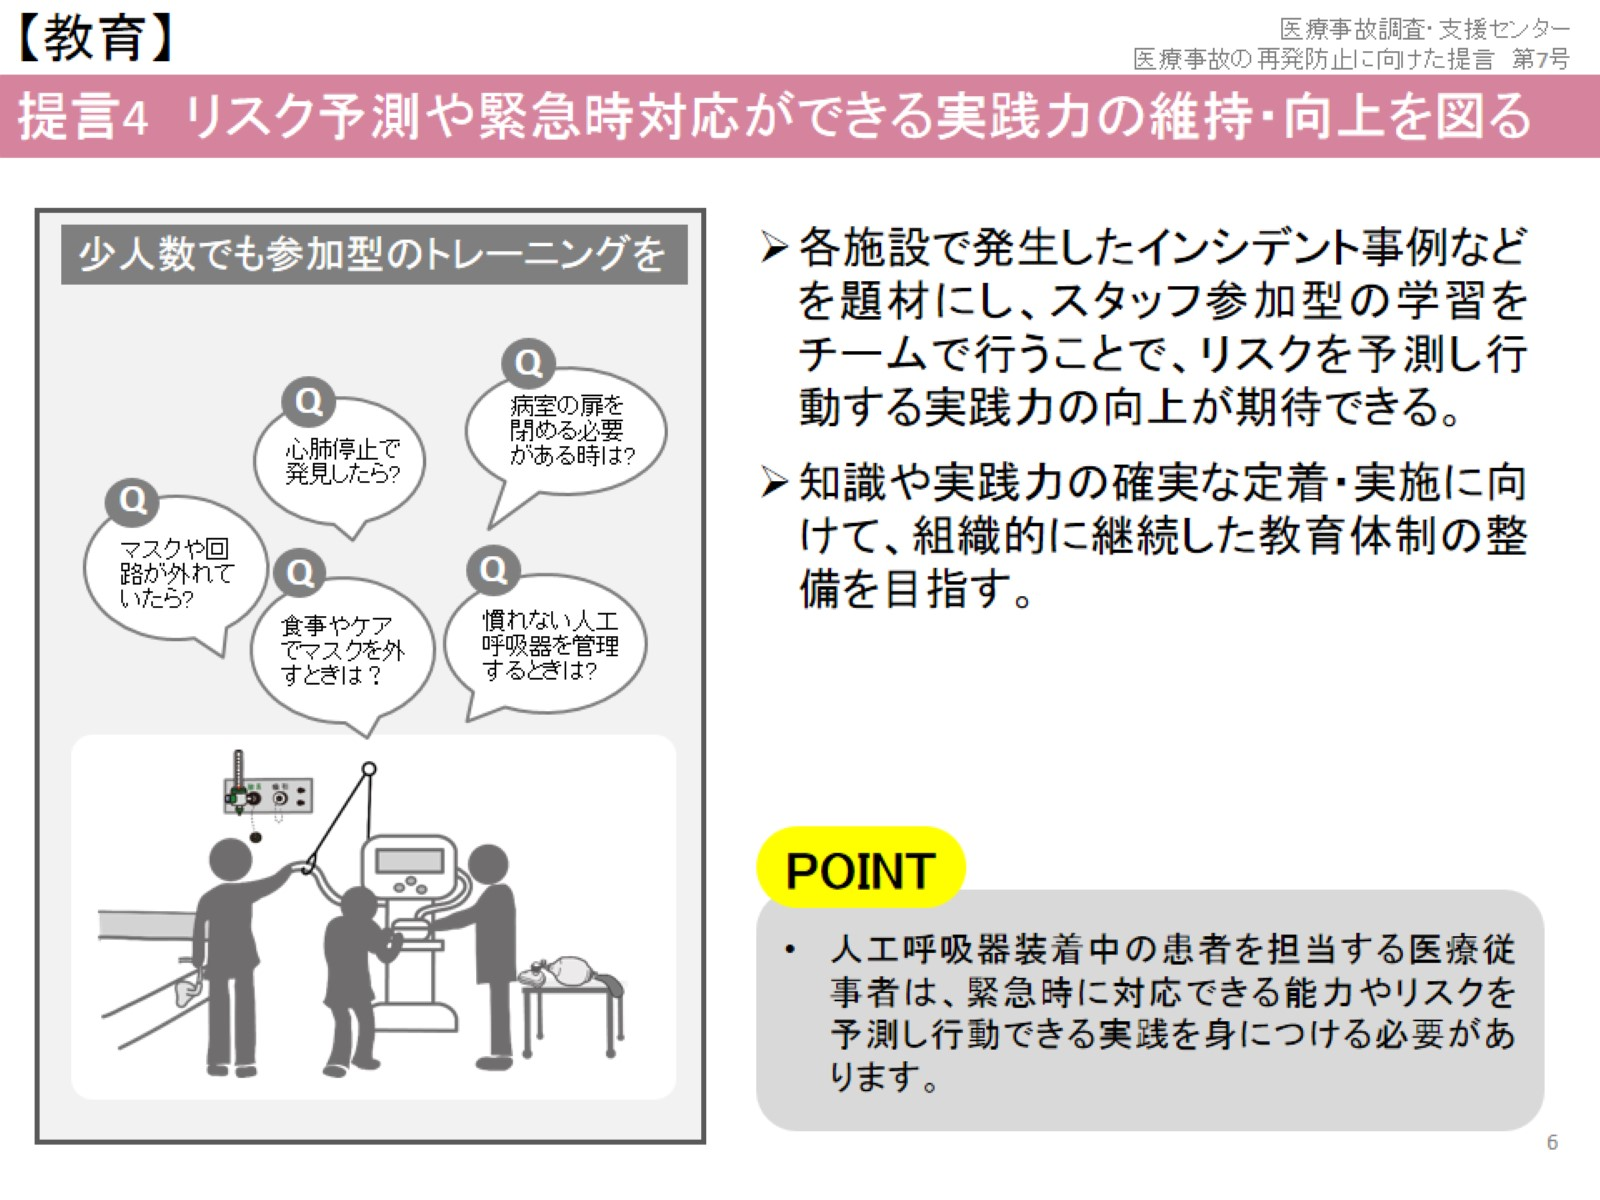 【教育】
医療事故調査・支援センター
医療事故の再発防止に向けた提言　第7号
提言4　リスク予測や緊急時対応ができる実践力の維持・向上を図る
少人数でも参加型のトレーニングを
Q
病室の扉を
閉める必要
がある時は?
Q
心肺停止で
発見したら?
Q
マスクや回
路が外れて
いたら?
Q
食事やケア
でマスクを外
すときは？
Q
慣れない人工
呼吸器を管理
するときは?
➢各施設で発生したインシデント事例など
を題材にし、スタッフ参加型の学習を
チームで行うことで、リスクを予測し行
動する実践力の向上が期待できる。
➢知識や実践力の確実な定着・実施に向
けて、組織的に継続した教育体制の整
備を目指す。
POINT
• 人工呼吸器装着中の患者を担当する医療従
事者は、緊急時に対応できる能力やリスクを
予測し行動できる実践を身につける必要があ
ります。
6